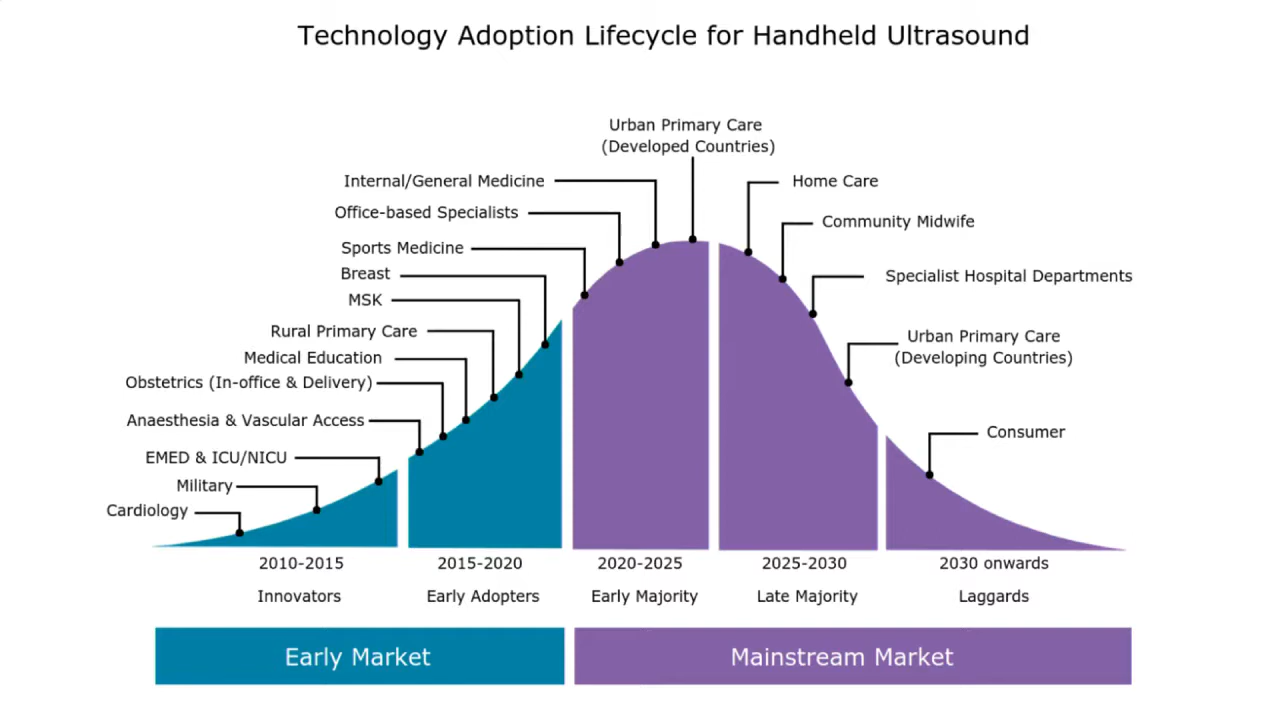 Technology Adoption Lifecycle for Handheld Ultrasound
Urban Primary Care
(Developed Countries)
Internal/General Medicine
Office-based Specialists
Sports Medicine
Breast
MSK
Rural Primary Care
Medical Education
Obstetrics (In-office & Delivery)
Anaesthesia & Vascular Access
EMED & ICU/NICU
Military
Cardiology
Home Care
Community Midwife
Specialist Hospital Departments
Urban Primary Care
(Developing Countries)
Consumer
2010-2015
2015-2020
2020-2025
2025-2030
2030 onwards
Innovators
Early Adopters
Early Majority
Late Majority
Laggards
Early Market
Mainstream Market